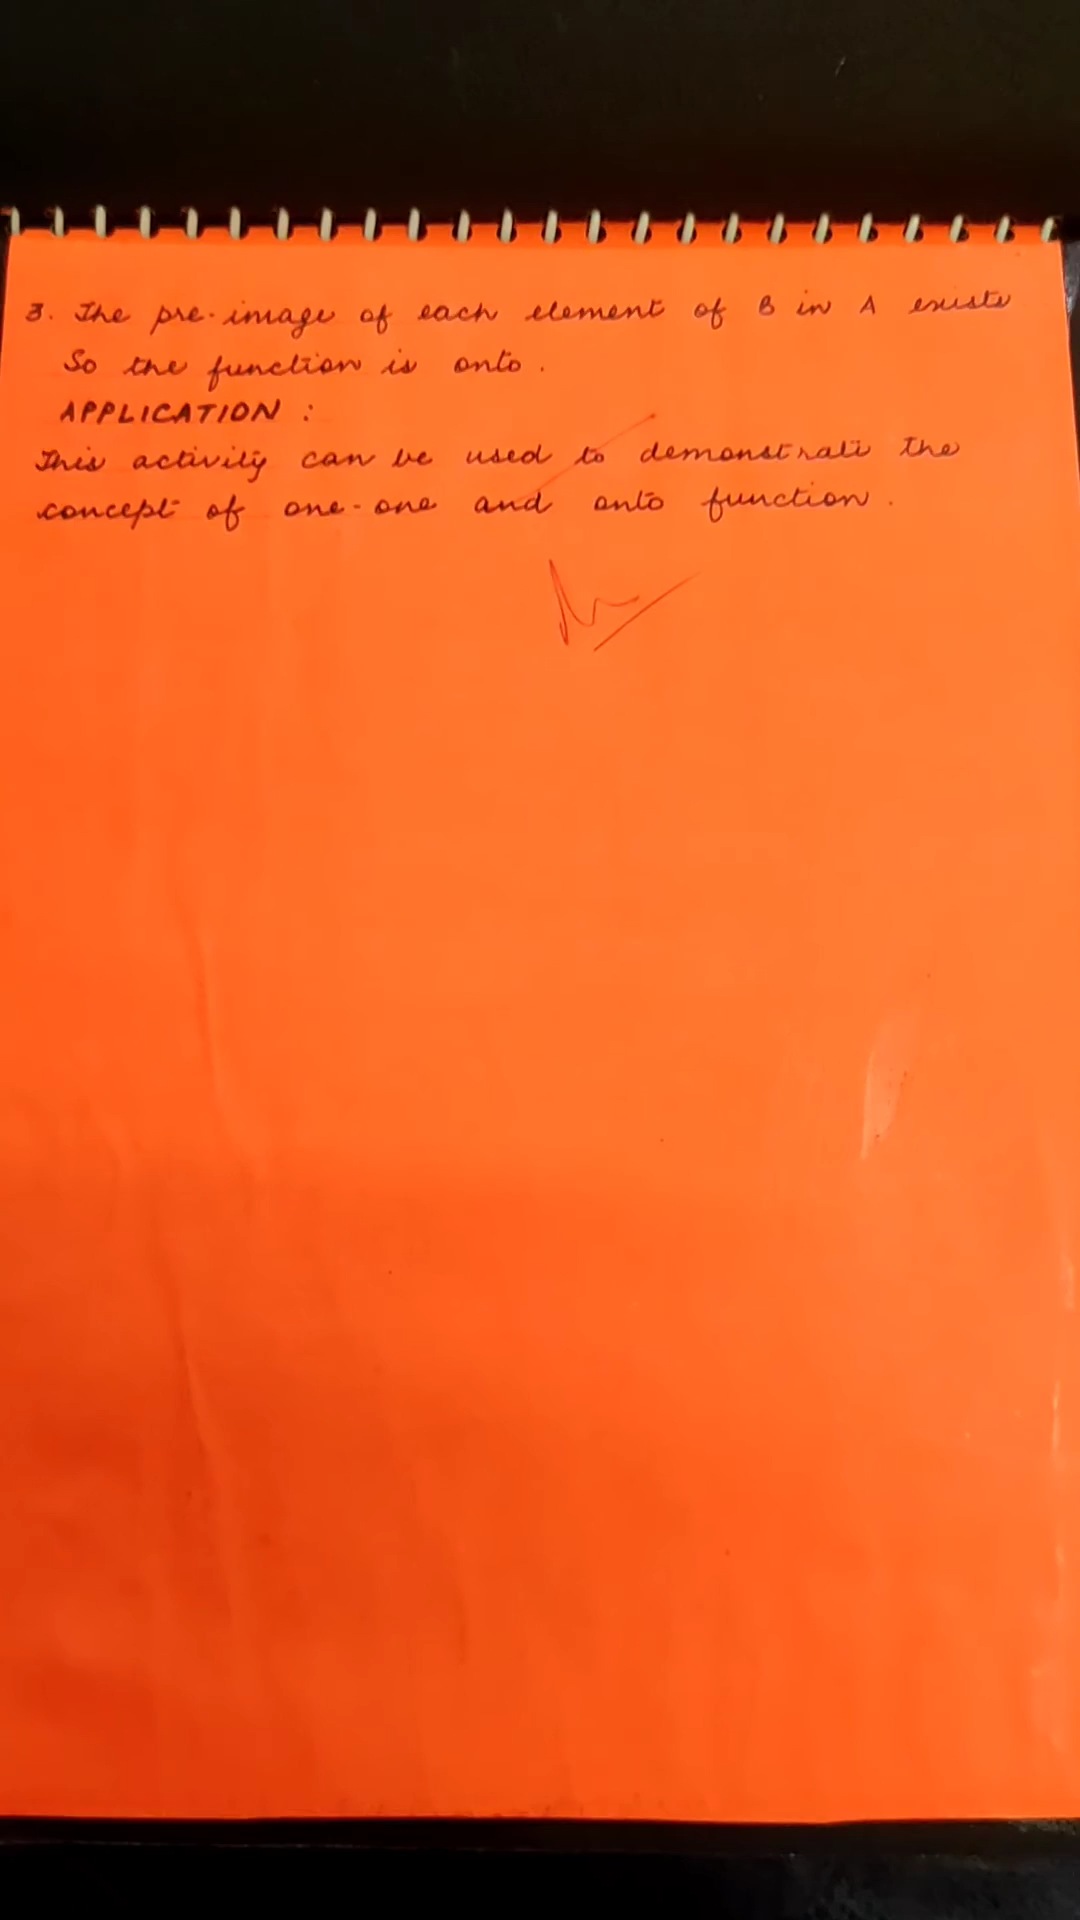 3. The pre-image of each element of B in A exists
So the function is onto.
APPLICATION :
This activity can be used to demonstrate the
concept of one-one and onto function.